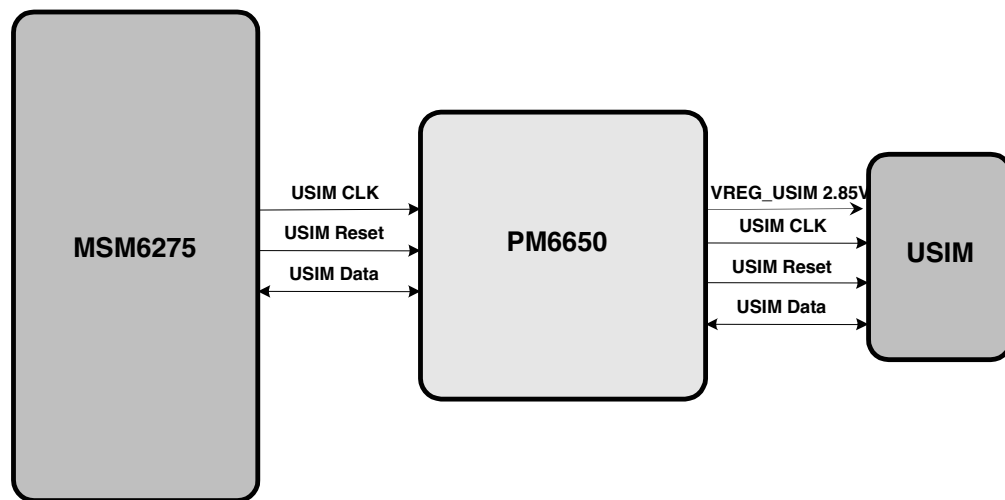 MSM6275
USIM CLK
USIM Reset
USIM Data
PM6650
VREG_USIM 2.85V
USIM CLK
USIM Reset
USIM Data
USIM